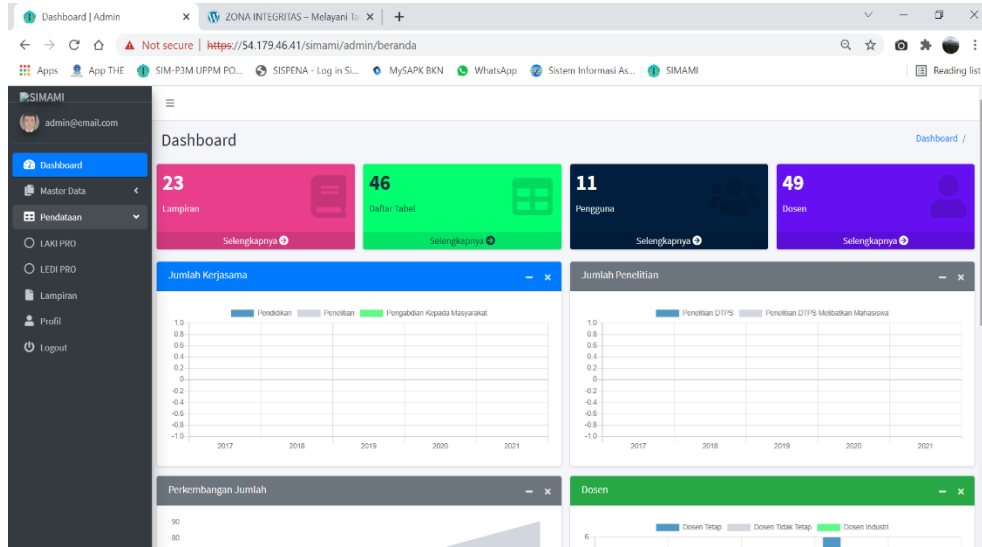 Dashboard | Admin
ZONA INTEGRITAS – Melayani Ta
Not secure | https://54.179.46.41/simami/admin/beranda
Apps
App THE
SIM-P3M UPPM PO...
SISPENA - Log in Si...
MySAPK BKN
WhatsApp
Sistem Informasi As...
SIMAMI
Reading list
SIMAMI
admin@email.com
Dashboard
Master Data
Pendataan
LAKI PRO
LEDI PRO
Lampiran
Profil
Logout
Dashboard
Dashboard /
23
Lampiran
Selengkapnya
46
Daftar Tabel
Selengkapnya
11
Pengguna
Selengkapnya
49
Dosen
Selengkapnya
Jumlah Kerjasama
Pendidikan Penelitian Pengabdian Kepada Masyarakat
1.0
0.8
0.6
0.4
0.2
0
-0.2
-0.4
-0.6
-0.8
-1.0
2017 2018 2019 2020 2021
Jumlah Penelitian
Penelitian DTPS Penelitian DTPS Melibatkan Mahasiswa
1.0
0.8
0.6
0.4
0.2
0
-0.2
-0.4
-0.6
-0.8
-1.0
2017 2018 2019 2020 2021
Perkembangan Jumlah
90
80
Dosen
Dosen Tetap Dosen Tidak Tetap Dosen Industri
6